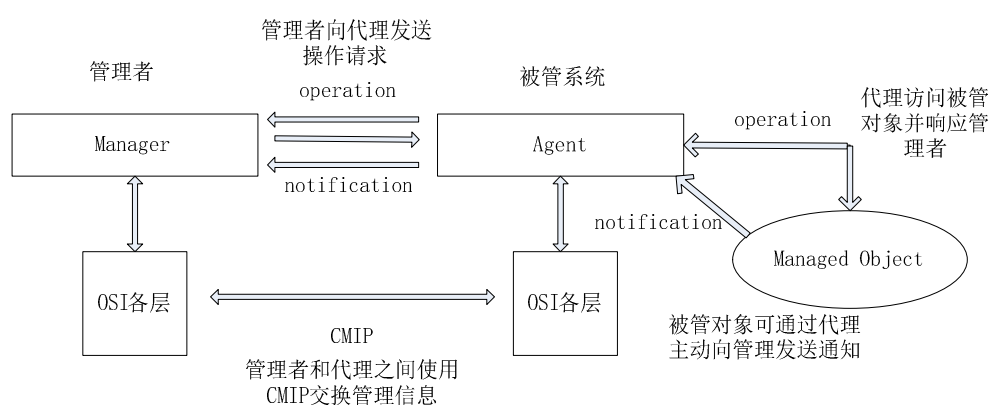 管理者向代理发送
操作请求
管理者
operation
被管系统
代理访问被管
对象并响应管
理者
operation
Manager
Agent
notification
notification
Managed Object
OSI各层
OSI各层
CMIP
被管对象可通过代理
主动向管理发送通知
管理者和代理之间使用
CMIP交换管理信息